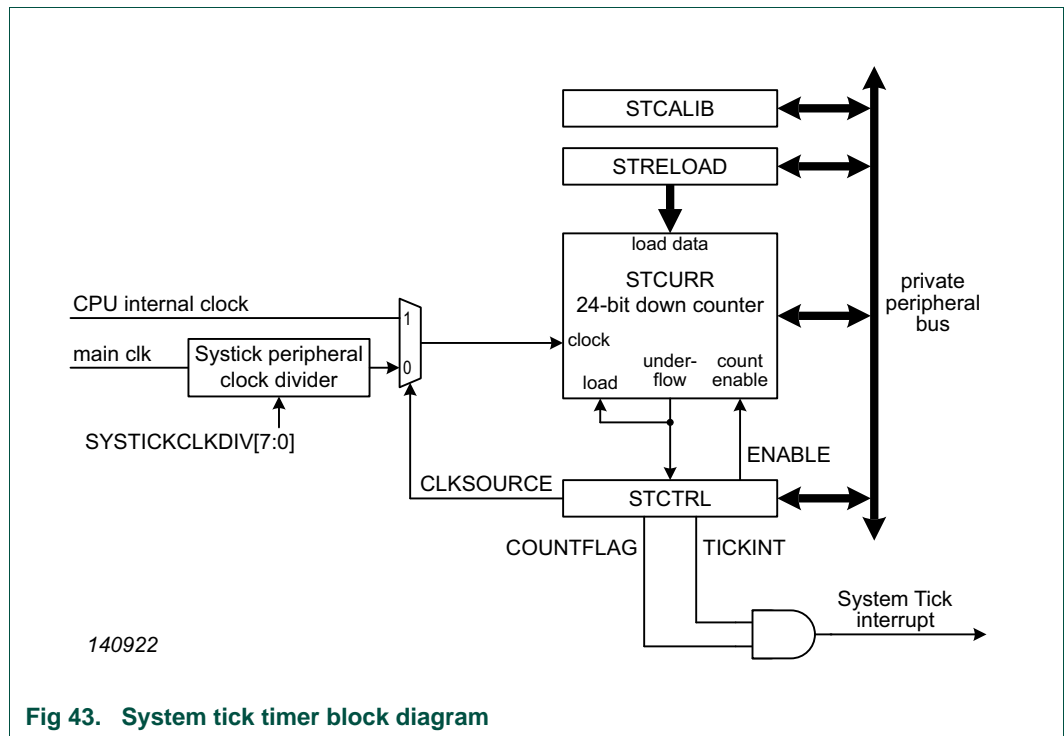 STCALIB
STRELOAD
load data
STCURR
24-bit down counter
private
peripheral
bus
CPU internal clock
1
main clk
Systick peripheral
clock divider
0
clock
under-
flow
count
enable
load
SYSTICKCLKDIV[7:0]
ENABLE
CLKSOURCE
STCTRL
COUNTFLAG
TICKINT
System Tick
interrupt
140922
Fig 43. System tick timer block diagram